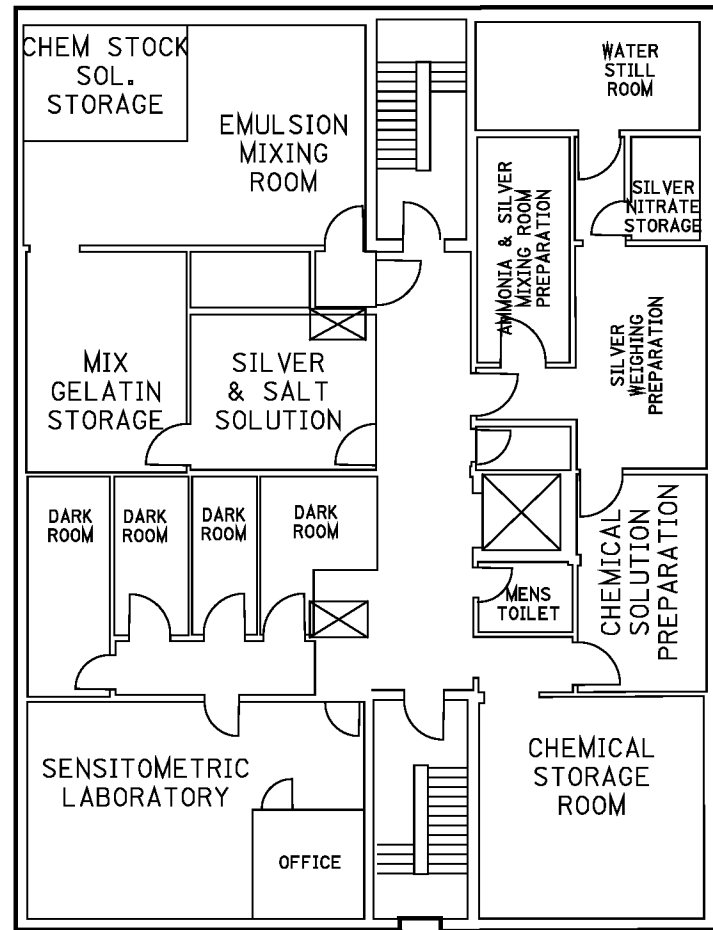 CHEM STOCK
SOL.
STORAGE
EMULSION
MIXING
ROOM
WATER
STILL
ROOM
AMMONIA & SILVER
MIXING ROOM
PREPARATION
SILVER
NITRATE
STORAGE
MIX
GELATIN
STORAGE
SILVER
& SALT
SOLUTION
SILVER
WEIGHING
PREPARATION
DARK
ROOM
DARK
ROOM
DARK
ROOM
DARK
ROOM
MENS
TOILET
CHEMICAL
SOLUTION
PREPARATION
SENSITOMETRIC
LABORATORY
OFFICE
CHEMICAL
STORAGE
ROOM